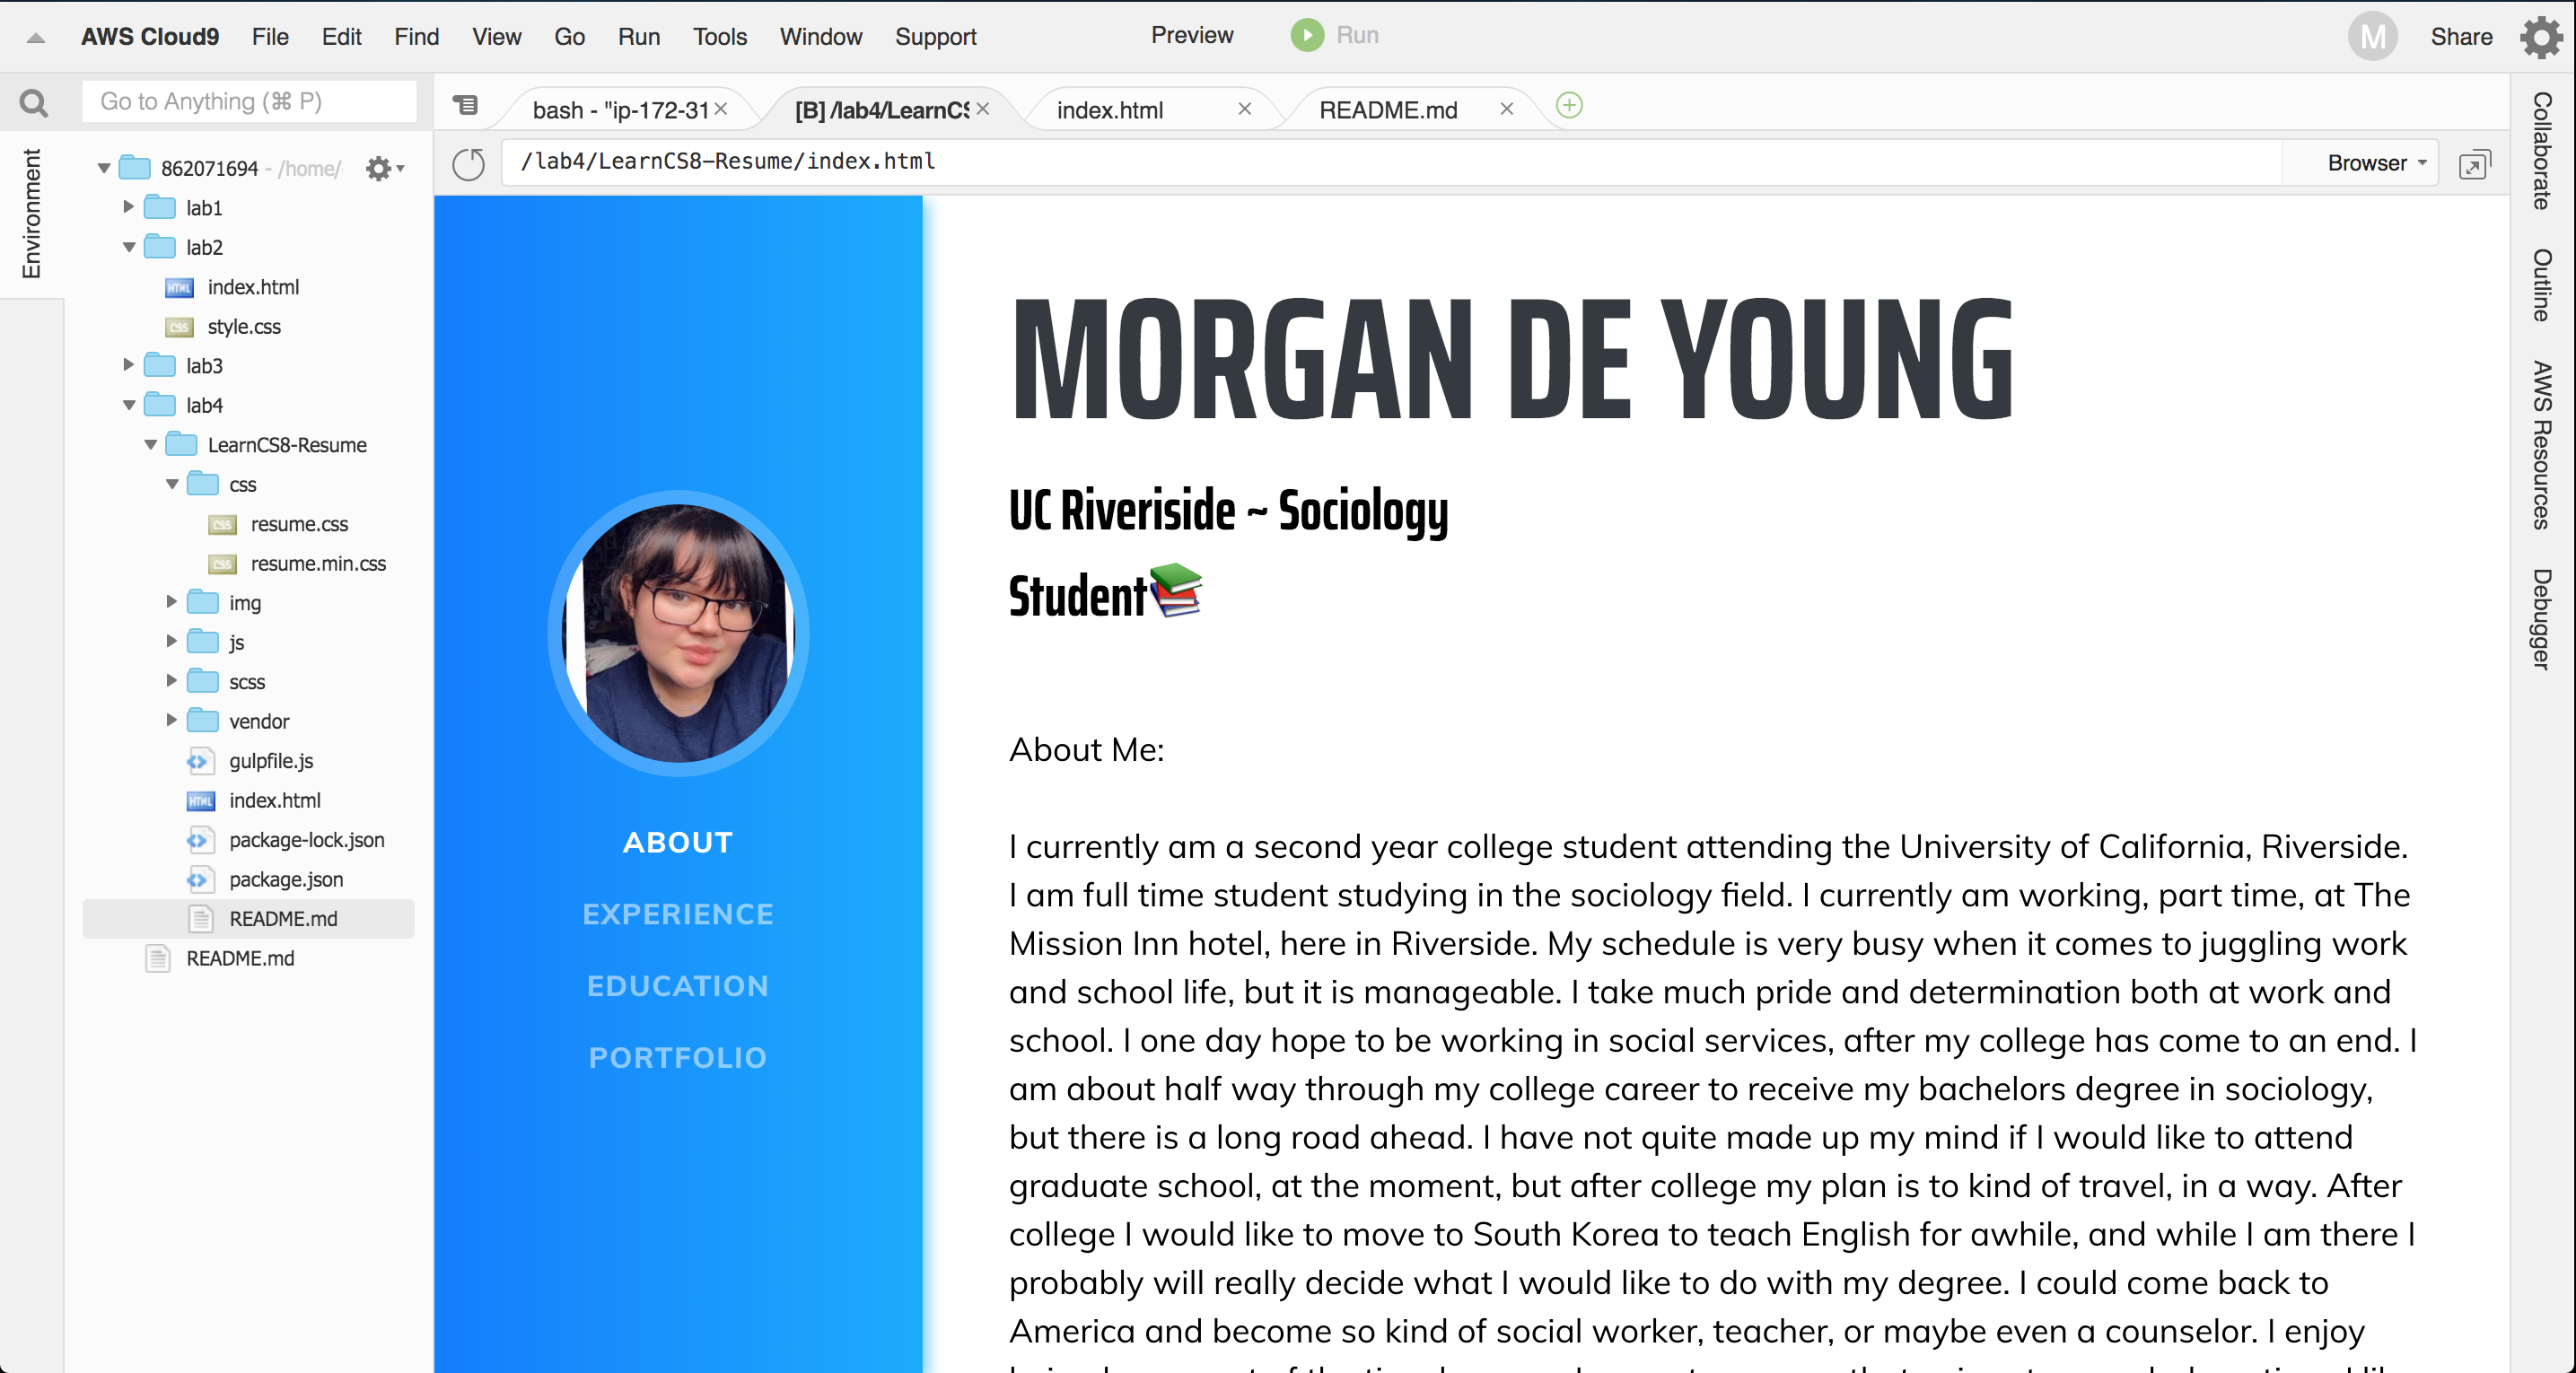 AWS Cloud9 File Edit Find View Go Run Tools Window Support Preview Run M Share
Go to Anything (⌘ P)
bash - "ip-172-31 [B] /lab4/LearnCS index.html README.md
/lab4/LearnCS8-Resume/index.html Browser
Environment
862071694 - /home/
lab1
lab2
index.html
style.css
lab3
lab4
LearnCS8-Resume
css
resume.css
resume.min.css
img
js
scss
vendor
gulpfile.js
index.html
package-lock.json
package.json
README.md
README.md
ABOUT
EXPERIENCE
EDUCATION
PORTFOLIO
MORGAN DE YOUNG
UC Riveriside ~ Sociology
Student📚
About Me:
I currently am a second year college student attending the University of California, Riverside.
I am full time student studying in the sociology field. I currently am working, part time, at The
Mission Inn hotel, here in Riverside. My schedule is very busy when it comes to juggling work
and school life, but it is manageable. I take much pride and determination both at work and
school. I one day hope to be working in social services, after my college has come to an end. I
am about half way through my college career to receive my bachelors degree in sociology,
but there is a long road ahead. I have not quite made up my mind if I would like to attend
graduate school, at the moment, but after college my plan is to kind of travel, in a way. After
college I would like to move to South Korea to teach English for awhile, and while I am there I
probably will really decide what I would like to do with my degree. I could come back to
America and become so kind of social worker, teacher, or maybe even a counselor. I enjoy
Collaborate
Outline
AWS Resources
Debugger